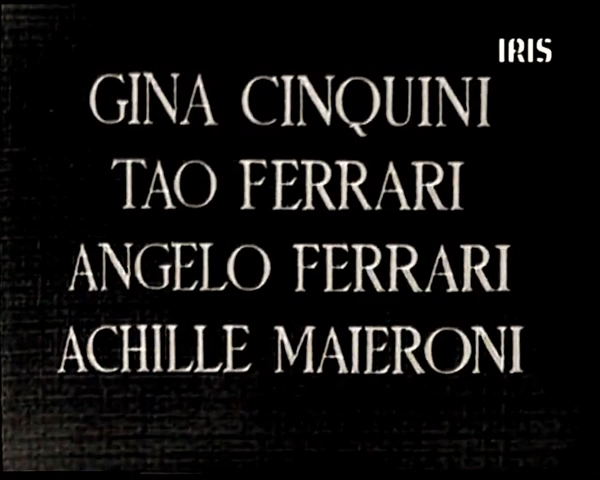 IRIS
GINA CINQUINI
TAO FERRARI
ANGELO FERRARI
ACHILLE MAIERONI